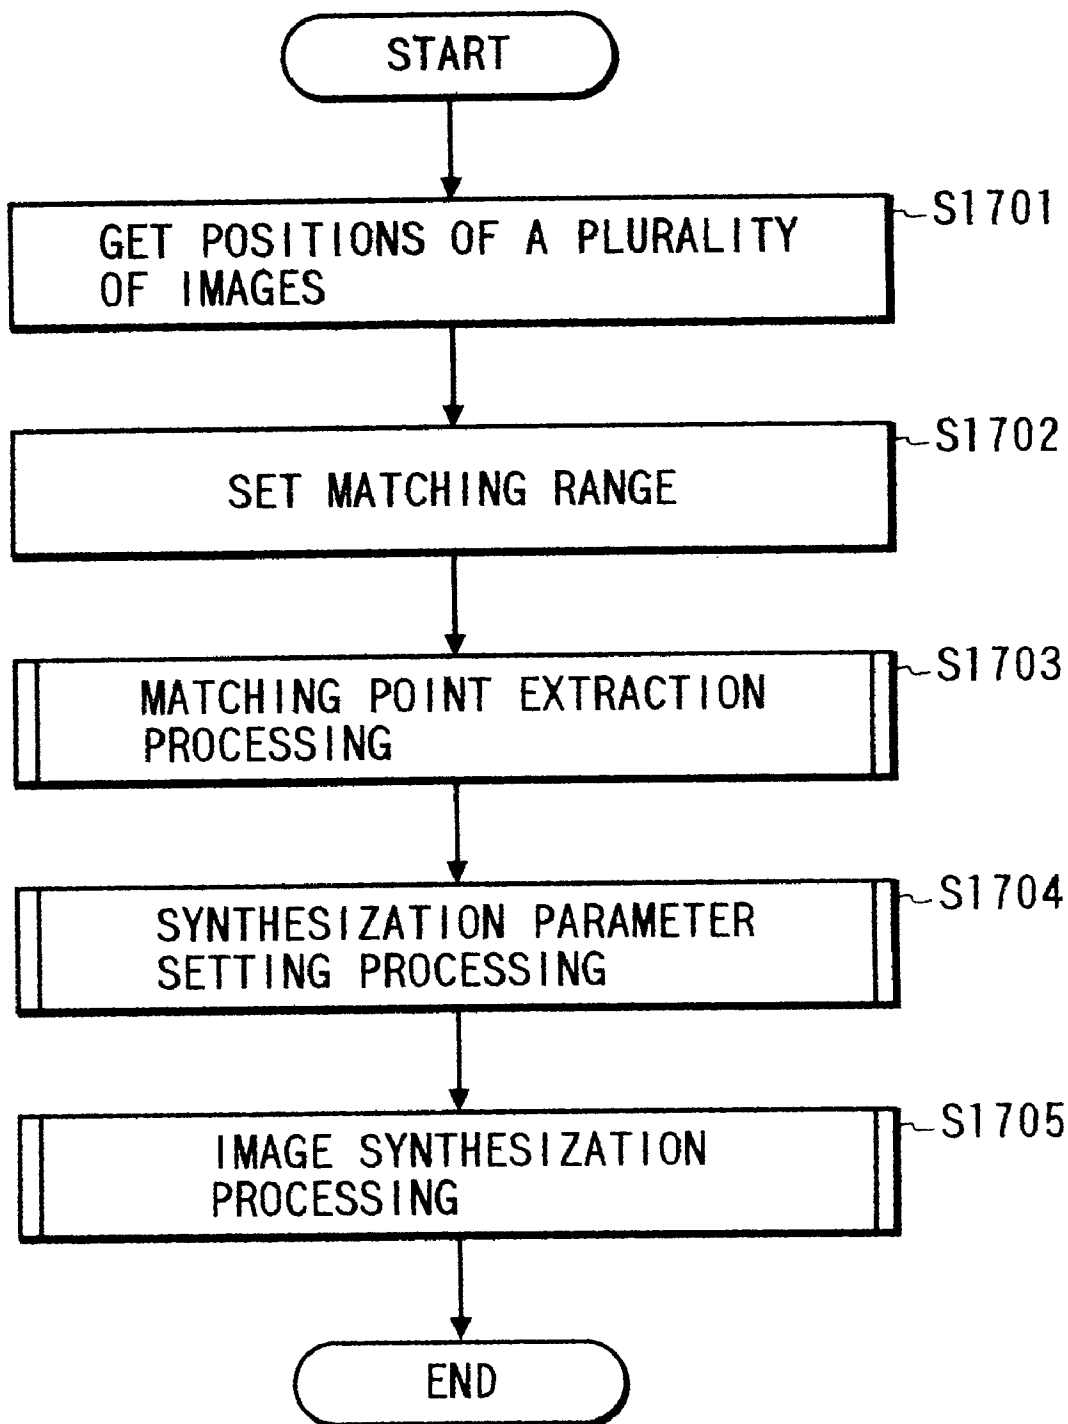 START
S1701
GET POSITIONS OF A PLURALITY
OF IMAGES
S1702
SET MATCHING RANGE
S1703
MATCHING POINT EXTRACTION
PROCESSING
S1704
SYNTHESIZATION PARAMETER
SETTING PROCESSING
S1705
IMAGE SYNTHESIZATION
PROCESSING
END